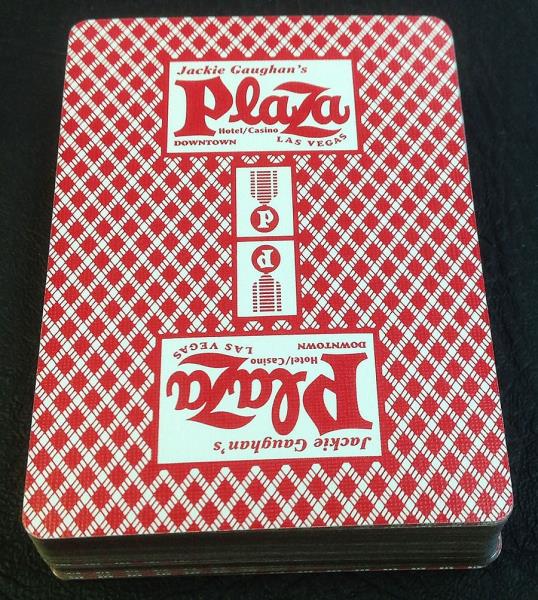 Jackie Gaughan's
Plaza
Hotel/Casino
DOWNTOWN LAS VEGAS
P
P
DOWNTOWN LAS VEGAS
Hotel/Casino
Plaza
Jackie Gaughan's